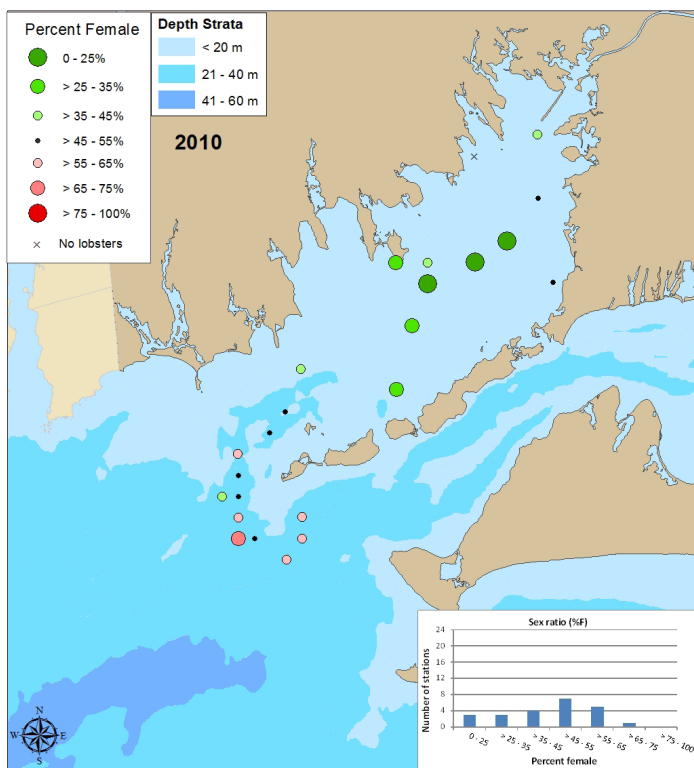 Percent Female
0 - 25%
> 25 - 35%
> 35 - 45%
> 45 - 55%
> 55 - 65%
> 65 - 75%
> 75 - 100%
No lobsters
Depth Strata
< 20 m
21 - 40 m
41 - 60 m
2010
N
W E
S
Sex ratio (%F)
Number of stations
24
20
16
12
8
4
0
0 - 25
> 25 - 35
> 35 - 45
> 45 - 55
> 55 - 65
> 65 - 75
> 75 - 100
Percent female